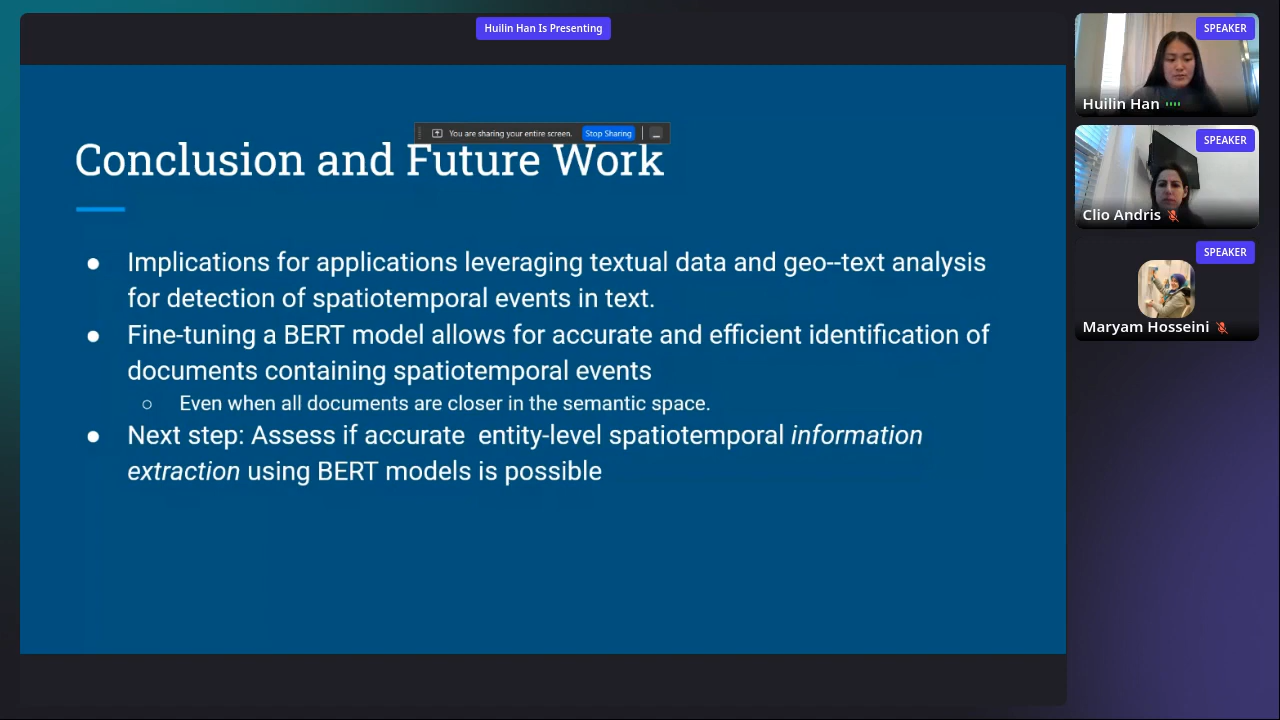 Huilin Han Is Presenting
SPEAKER
Huilin Han
SPEAKER
Clio Andris
SPEAKER
Maryam Hosseini
You are sharing your entire screen. Stop Sharing
Conclusion and Future Work
● Implications for applications leveraging textual data and geo--text analysis
for detection of spatiotemporal events in text.
● Fine-tuning a BERT model allows for accurate and efficient identification of
documents containing spatiotemporal events
○ Even when all documents are closer in the semantic space.
● Next step: Assess if accurate  entity-level spatiotemporal information
extraction using BERT models is possible